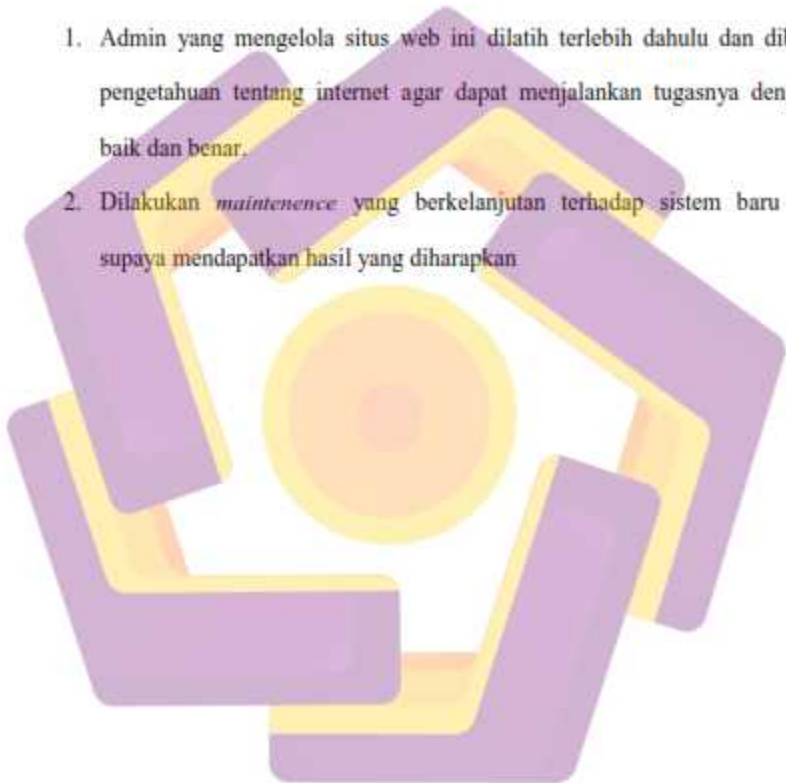 1. Admin yang mengelola situs web ini dilatih terlebih dahulu dan
pengetahuan tentang internet agar dapat menjalankan tugasnya
baik dan benar.
2. Dilakukan maintenence yang berkelanjutan terhadap sistem baru
supaya mendapatkan hasil yang diharapkan